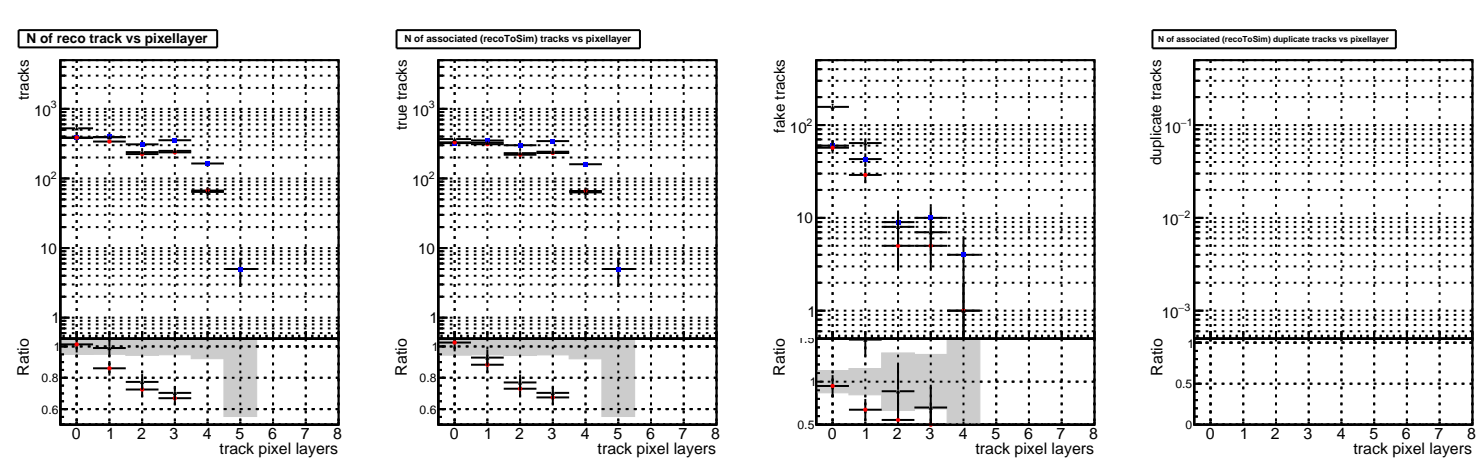 N of reco track vs pixellayer
tracks
10³
10²
10
1
Ratio
1
0.8
0.6
0 1 2 3 4 5 6 7 8
track pixel layers
N of associated (recoToSim) tracks vs pixellayer
true tracks
10³
10²
10
1
Ratio
1
0.8
0.6
0 1 2 3 4 5 6 7 8
track pixel layers
fake tracks
10²
10
1
Ratio
1.5
1
0.5
0 1 2 3 4 5 6 7 8
track pixel layers
N of associated (recoToSim) duplicate tracks vs pixellayer
duplicate tracks
10⁻¹
10⁻²
10⁻³
Ratio
1
0.5
0
0 1 2 3 4 5 6 7 8
track pixel layers